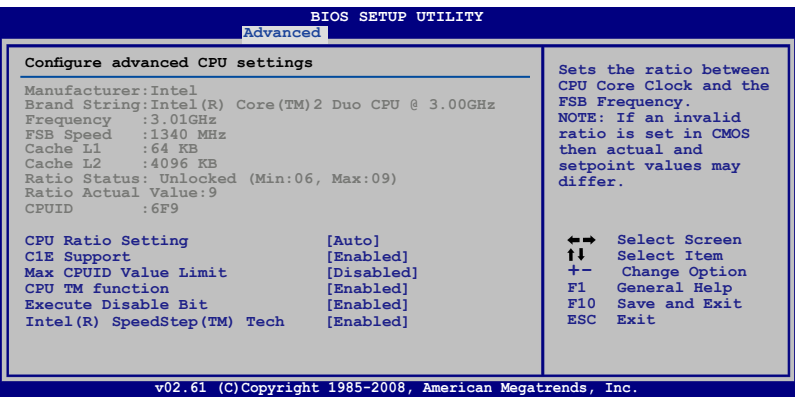 BIOS SETUP UTILITY
Advanced
Configure advanced CPU settings
Manufacturer:Intel
Brand String:Intel(R) Core(TM)2 Duo CPU @ 3.00GHz
Frequency :3.01GHz
FSB Speed :1340 MHz
Cache L1 :64 KB
Cache L2 :4096 KB
Ratio Status: Unlocked (Min:06, Max:09)
Ratio Actual Value:9
CPUID :6F9
CPU Ratio Setting [Auto]
C1E Support [Enabled]
Max CPUID Value Limit [Disabled]
CPU TM function [Enabled]
Execute Disable Bit [Enabled]
Intel(R) SpeedStep(TM) Tech [Enabled]
Sets the ratio between
CPU Core Clock and the
FSB Frequency.
NOTE: If an invalid
ratio is set in CMOS
then actual and
setpoint values may
differ.
←→ Select Screen
↑↓ Select Item
+- Change Option
F1 General Help
F10 Save and Exit
ESC Exit
v02.61 (C)Copyright 1985-2008, American Megatrends, Inc.